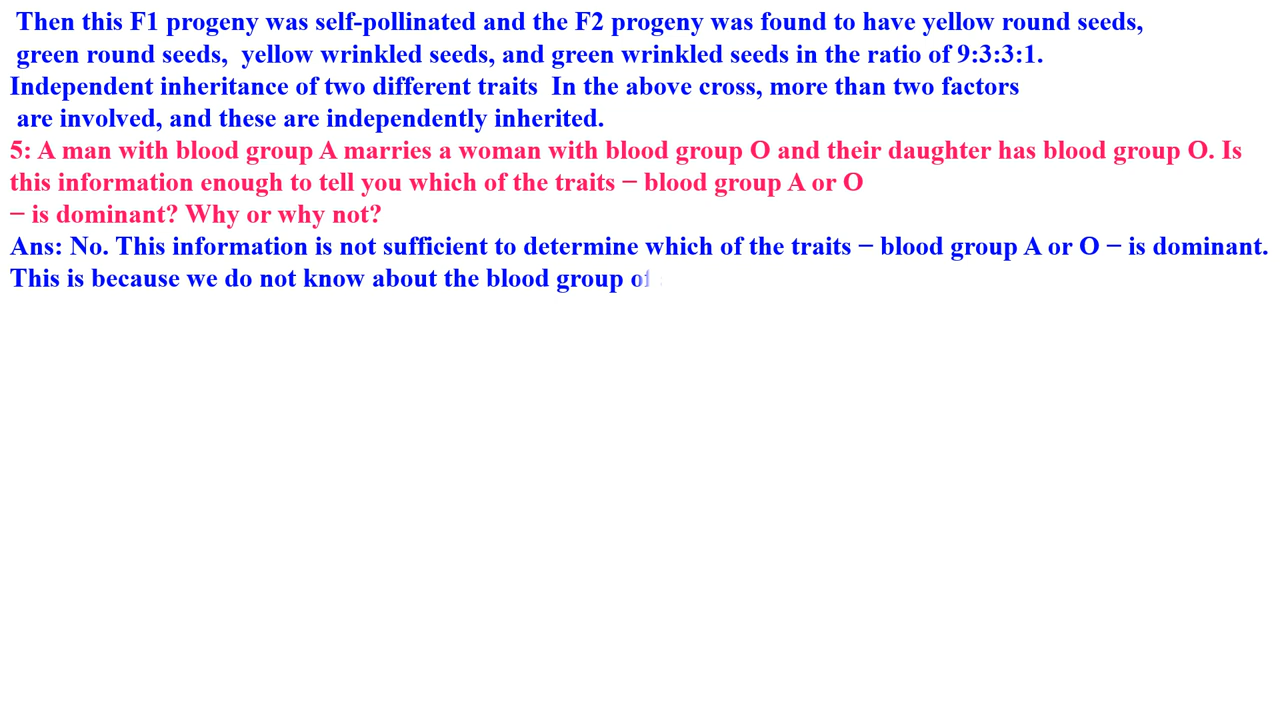 Then this F1 progeny was self-pollinated and the F2 progeny was found to have yellow round seeds,
green round seeds, yellow wrinkled seeds, and green wrinkled seeds in the ratio of 9:3:3:1.
Independent inheritance of two different traits In the above cross, more than two factors
are involved, and these are independently inherited.
5: A man with blood group A marries a woman with blood group O and their daughter has blood group O. Is
this information enough to tell you which of the traits − blood group A or O
− is dominant? Why or why not?
Ans: No. This information is not sufficient to determine which of the traits − blood group A or O − is dominant.
This is because we do not know about the blood group of